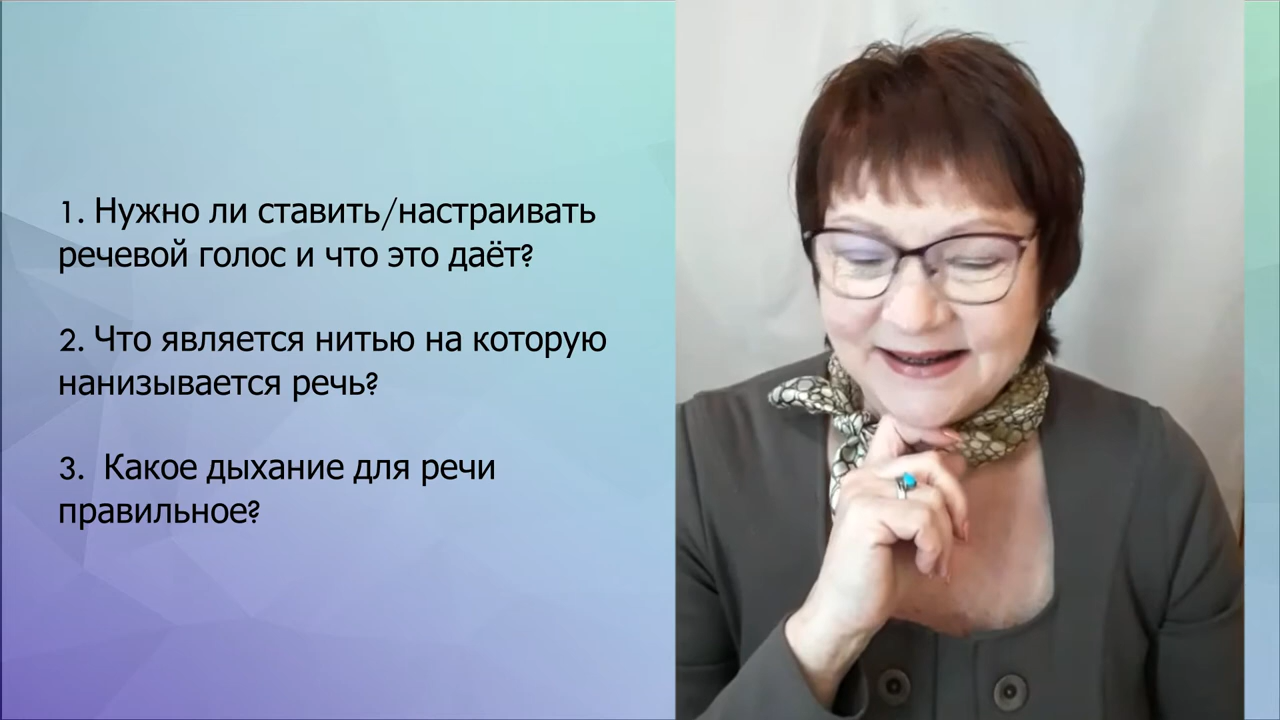 1. Нужно ли ставить/настраивать
речевой голос и что это даёт?
2. Что является нитью на которую
нанизывается речь?
3. Какое дыхание для речи
правильное?